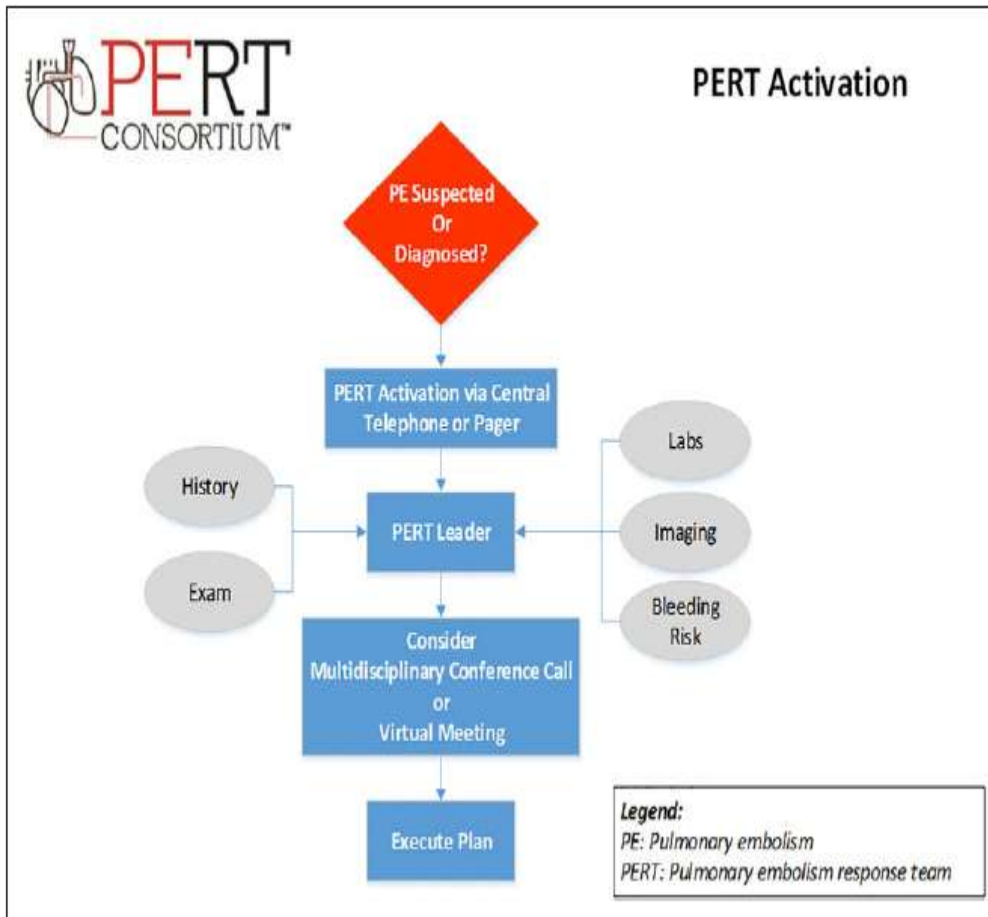 PERT
CONSORTIUM™
PERT Activation
PE Suspected
Or
Diagnosed?
PERT Activation via Central
Telephone or Pager
History
Exam
PERT Leader
Labs
Imaging
Bleeding
Risk
Consider
Multidisciplinary Conference Call
or
Virtual Meeting
Execute Plan
Legend:
PE: Pulmonary embolism
PERT: Pulmonary embolism response team